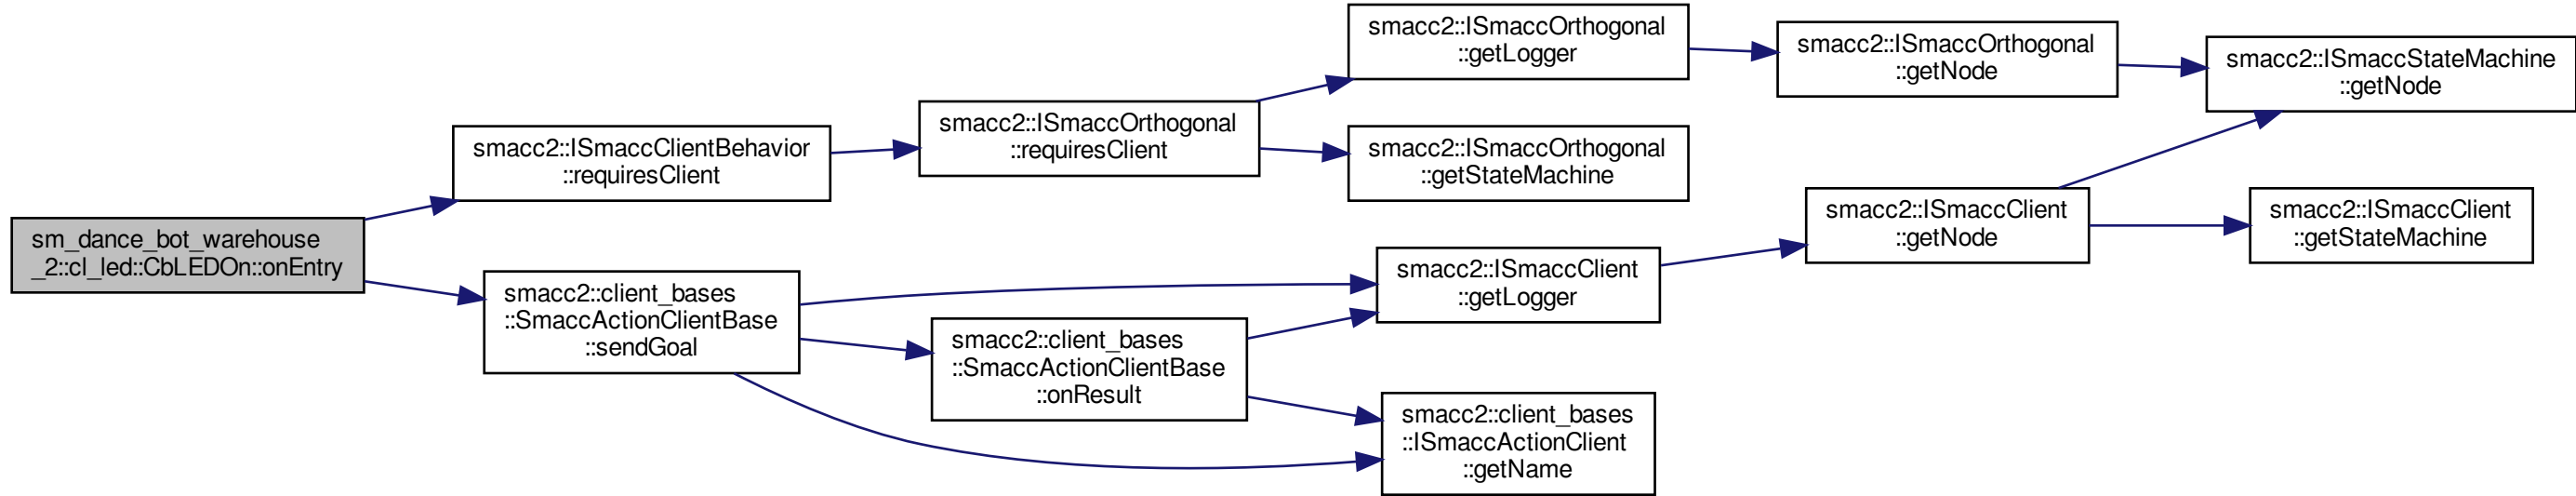 smacc2::ISmaccOrthogonal
::getLogger
smacc2::ISmaccOrthogonal
::getNode
smacc2::ISmaccStateMachine
::getNode
smacc2::ISmaccOrthogonal
::requiresClient
smacc2::ISmaccClientBehavior
::requiresClient
smacc2::ISmaccOrthogonal
::getStateMachine
sm_dance_bot_warehouse
_2::cl_led::CbLEDOn::onEntry
smacc2::ISmaccClient
::getNode
smacc2::ISmaccClient
::getStateMachine
smacc2::client_bases
::SmaccActionClientBase
::sendGoal
smacc2::ISmaccClient
::getLogger
smacc2::client_bases
::SmaccActionClientBase
::onResult
smacc2::client_bases
::ISmaccActionClient
::getName